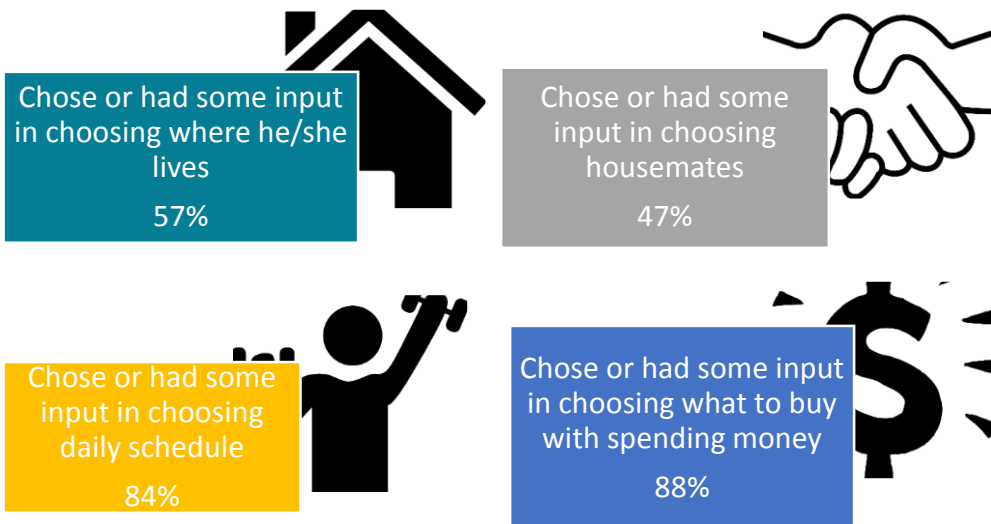 Chose or had some input
in choosing where he/she
lives
57%
Chose or had some
input in choosing
housemates
47%
Chose or had some
input in choosing
daily schedule
84%
Chose or had some input
in choosing what to buy
with spending money
88%